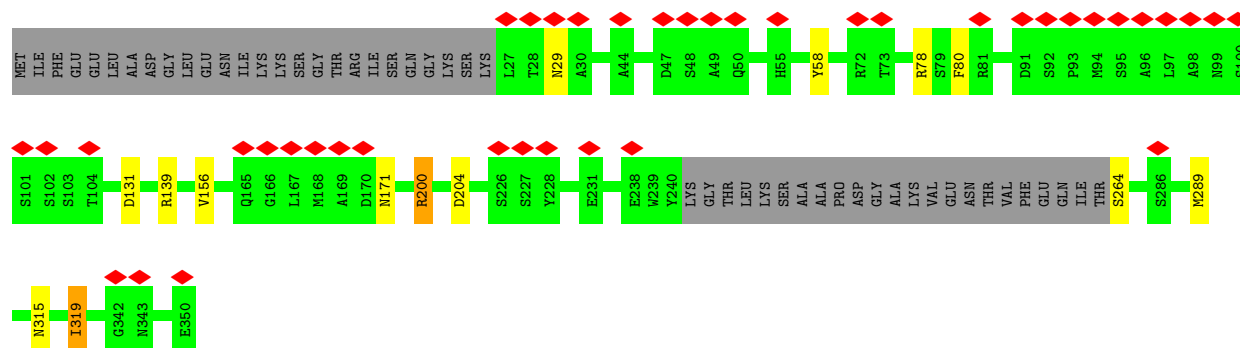 MET ILE PHE GLU GLU LEU ALA ASP GLY LEU GLU ASN ILE LYS LYS SER GLY THR ARG ILE SER GLN GLY LYS SER LYS L27 T28 N29 A30 A44 D47 S48 A49 Q50 H55 Y58 R72 T73 R78 S79 F80 R81 D91 S92 P93 M94 S95 A96 L97 A98 N99 S100
S101 S102 S103 T104 D131 R139 V156 Q165 G166 L167 M168 A169 D170 N171 R200 D204 S226 S227 Y228 E231 E238 W239 Y240 LYS GLY THR LEU LYS SER ALA ALA PRO ASP GLY ALA LYS VAL GLU ASN THR VAL PHE GLU GLN ILE THR S264 S286 M289
N315 I319 G342 N343 E350